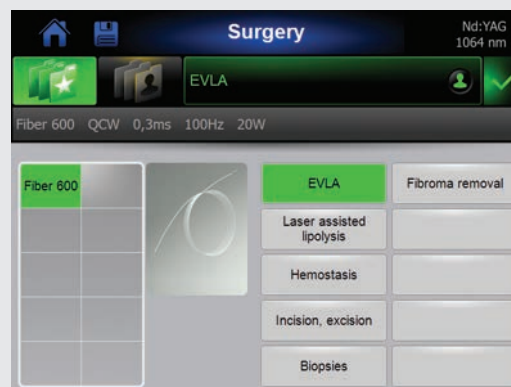 Surgery
Nd:YAG
1064 nm
EVLA
Fiber 600 QCW 0,3ms 100Hz 20W
Fiber 600
EVLA
Fibroma removal
Laser assisted
lipolysis
Hemostasis
Incision, excision
Biopsies